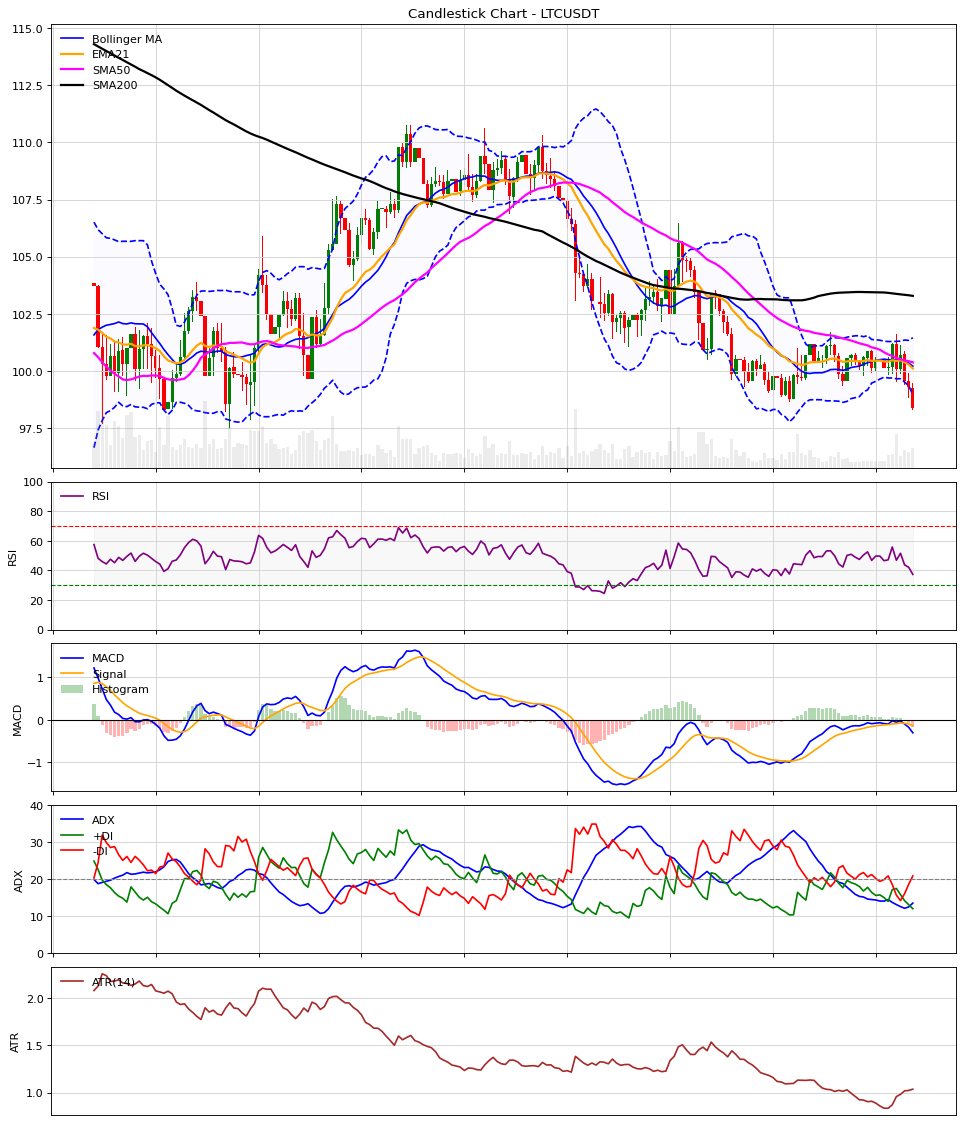 Candlestick Chart - LTCUSDT
115.0
112.5
110.0
107.5
105.0
102.5
100.0
97.5
Bollinger MA
EMA21
SMA50
SMA200
100
80
60
40
20
0
RSI
RSI
1
0
−1
MACD
MACD
Signal
Histogram
40
30
20
10
0
ADX
ADX
+DI
-DI
2.0
1.5
1.0
ATR
ATR(14)